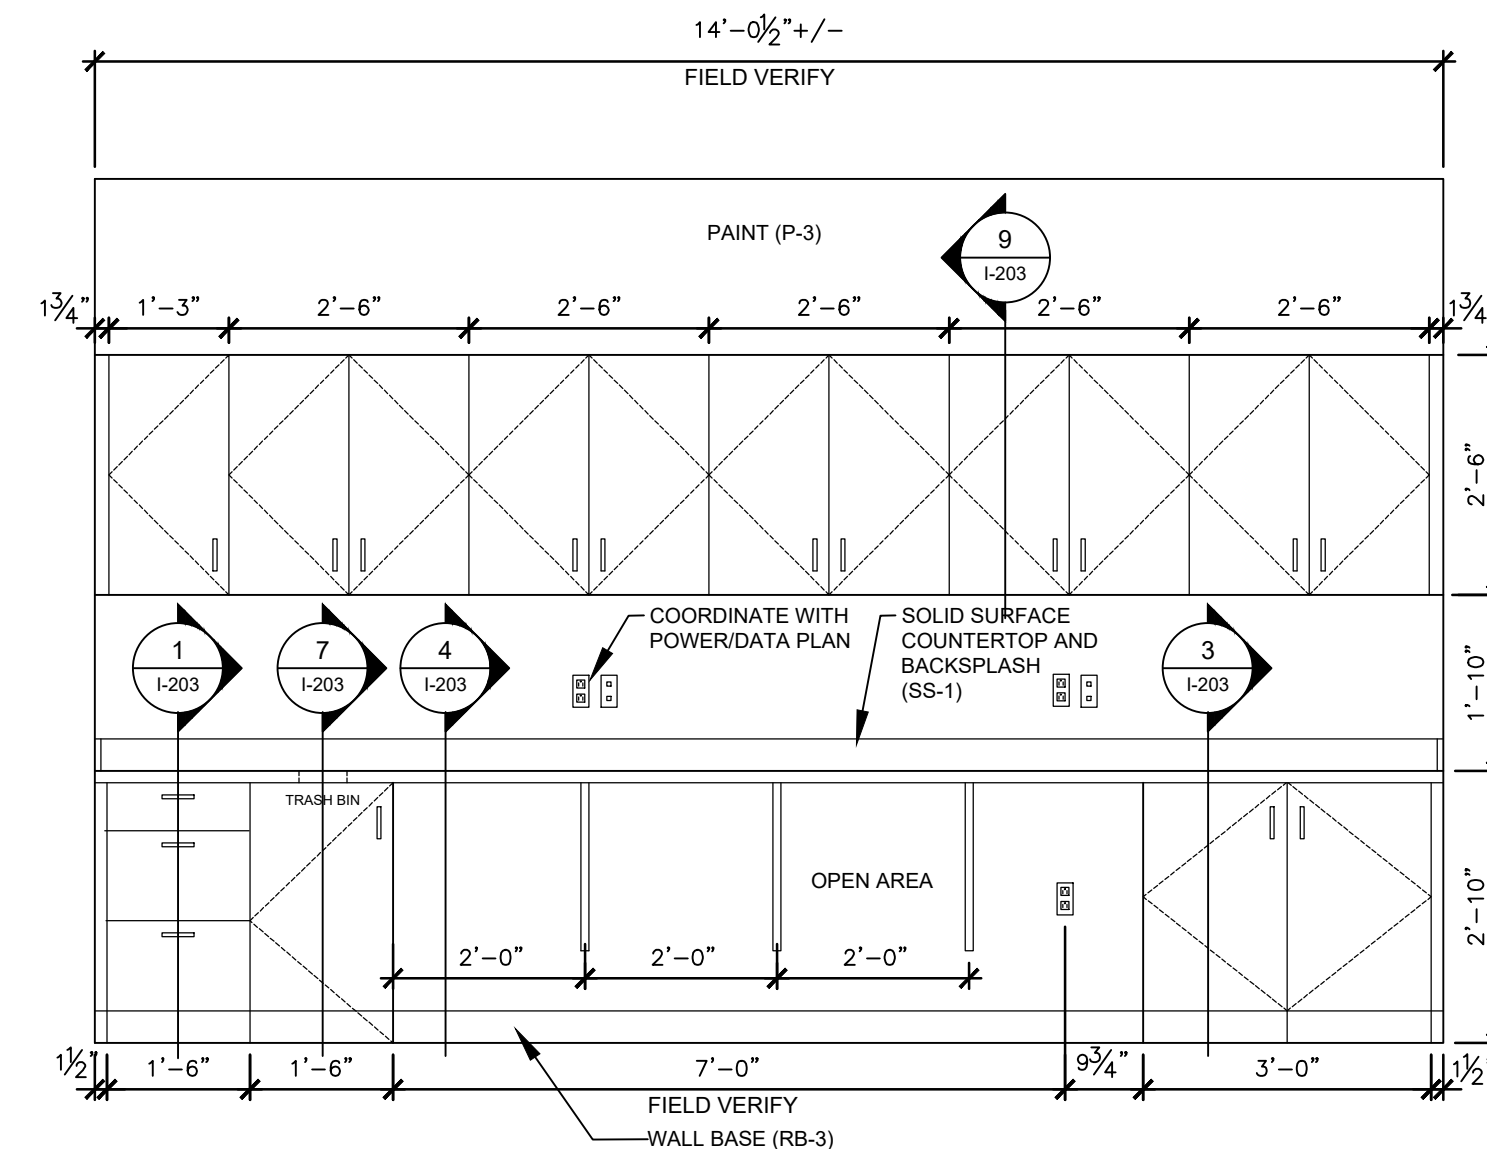 14'-0½"+/-
FIELD VERIFY
PAINT (P-3)
9
I-203
1¾"
1'-3"
2'-6"
2'-6"
2'-6"
2'-6"
2'-6"
1¾
2'-6"
COORDINATE WITH
POWER/DATA PLAN
SOLID SURFACE
COUNTERTOP AND
BACKSPLASH
(SS-1)
1
I-203
7
I-203
4
I-203
3
I-203
1'-10"
TRASH BIN
OPEN AREA
2'-10"
2'-0"
2'-0"
2'-0"
1½"
1'-6"
1'-6"
7'-0"
9¾"
3'-0"
1½"
FIELD VERIFY
WALL BASE (RB-3)